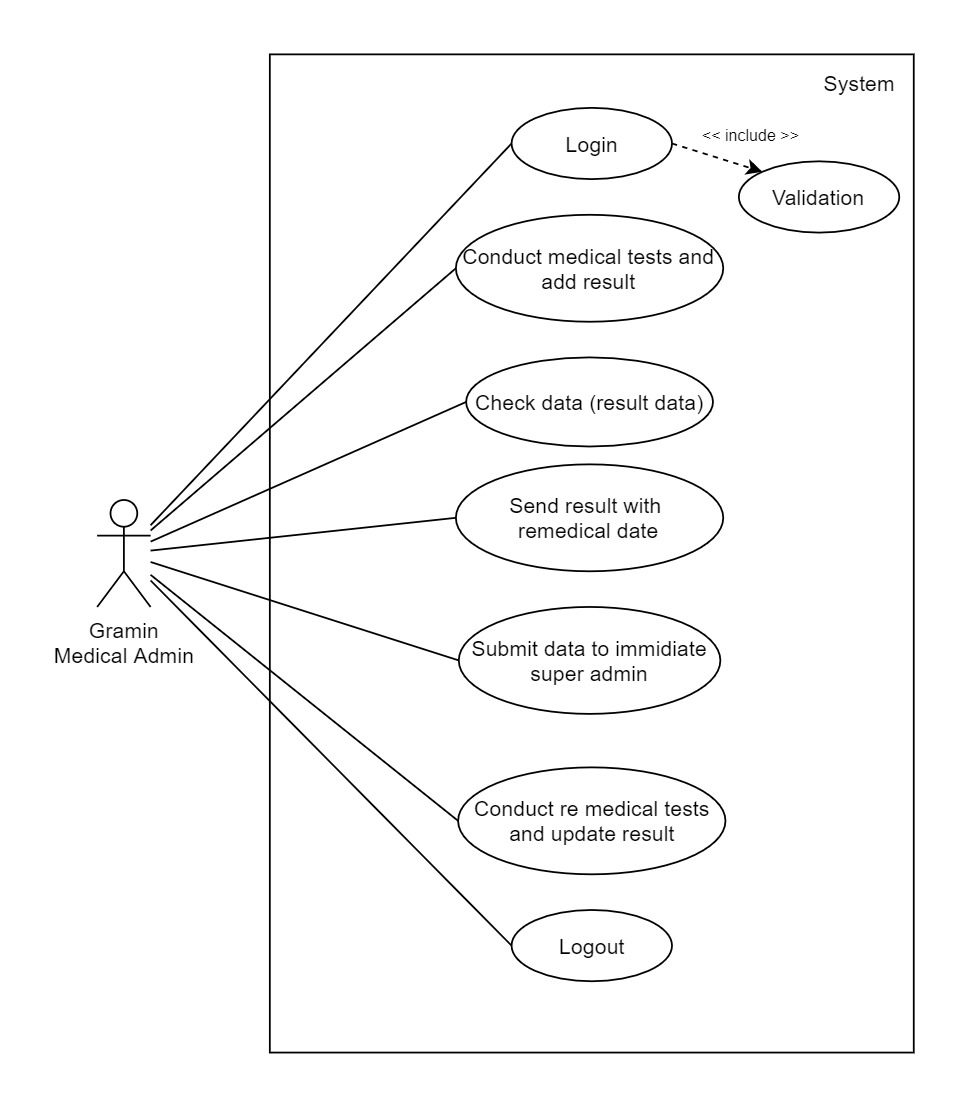 System
Login
<< include >>
Validation
Conduct medical tests and
add result
Check data (result data)
Send result with
remedical date
Gramin
Medical Admin
Submit data to immidiate
super admin
Conduct re medical tests
and update result
Logout